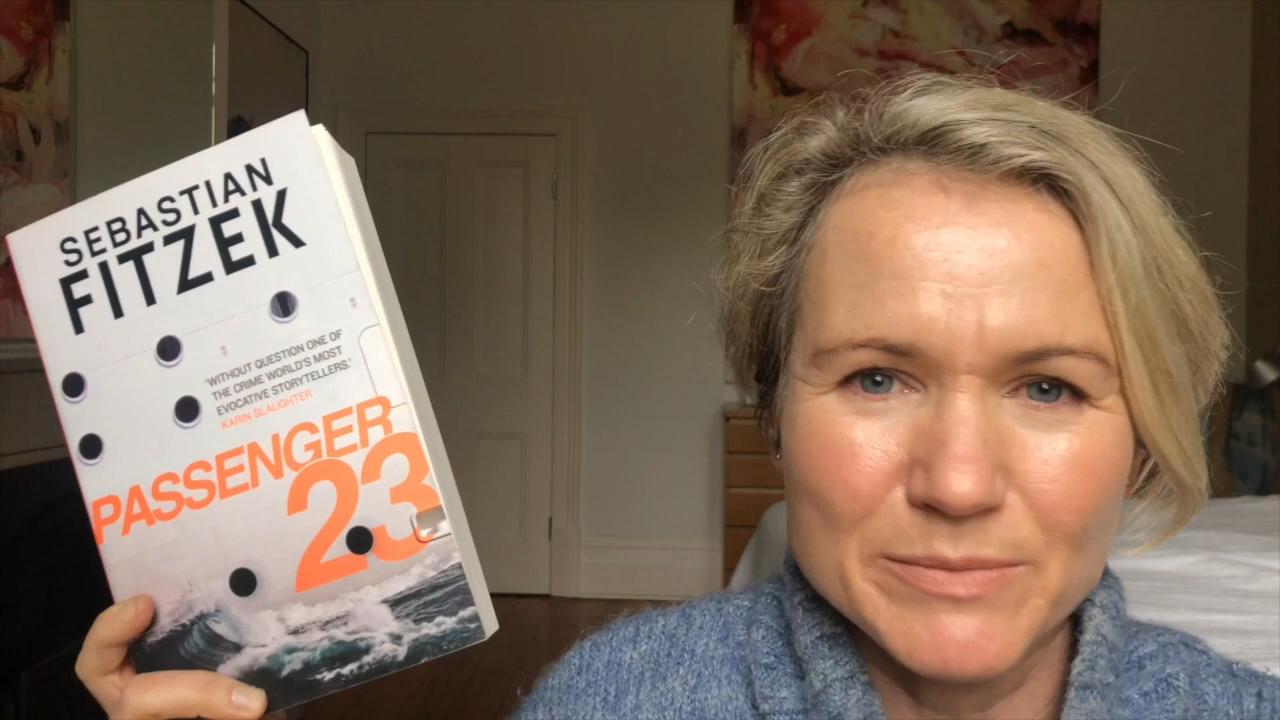 SEBASTIAN
FITZEK
'WITHOUT QUESTION ONE OF
THE CRIME WORLD'S MOST
EVOCATIVE STORYTELLERS.'
KARIN SLAUGHTER
PASSENGER
23